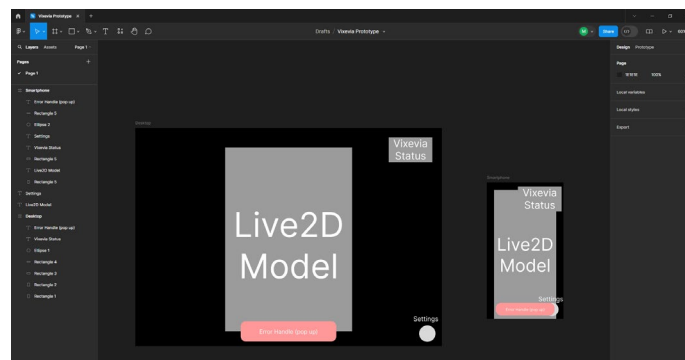 Vixevia Prototype
Drafts / Vixevia Prototype
M
Share
Layers
Assets
Page 1
Design
Prototype
Pages
Page 1
Page
1E1E1E
100%
Local variables
Local styles
Export
Smartphone
Error Handle (pop up)
Rectangle 5
Ellipse 2
Settings
Vixevia Status
Rectangle 5
Live2D Model
Rectangle 5
Settings
Live2D Model
Desktop
Error Handle (pop up)
Vixevia Status
Ellipse 1
Rectangle 4
Rectangle 3
Rectangle 2
Rectangle 1
Desktop
Vixevia
Status
Live2D
Model
Error Handle (pop up)
Settings
Smartphone
Vixevia
Status
Live2D
Model
Settings
Error Handle (pop up)